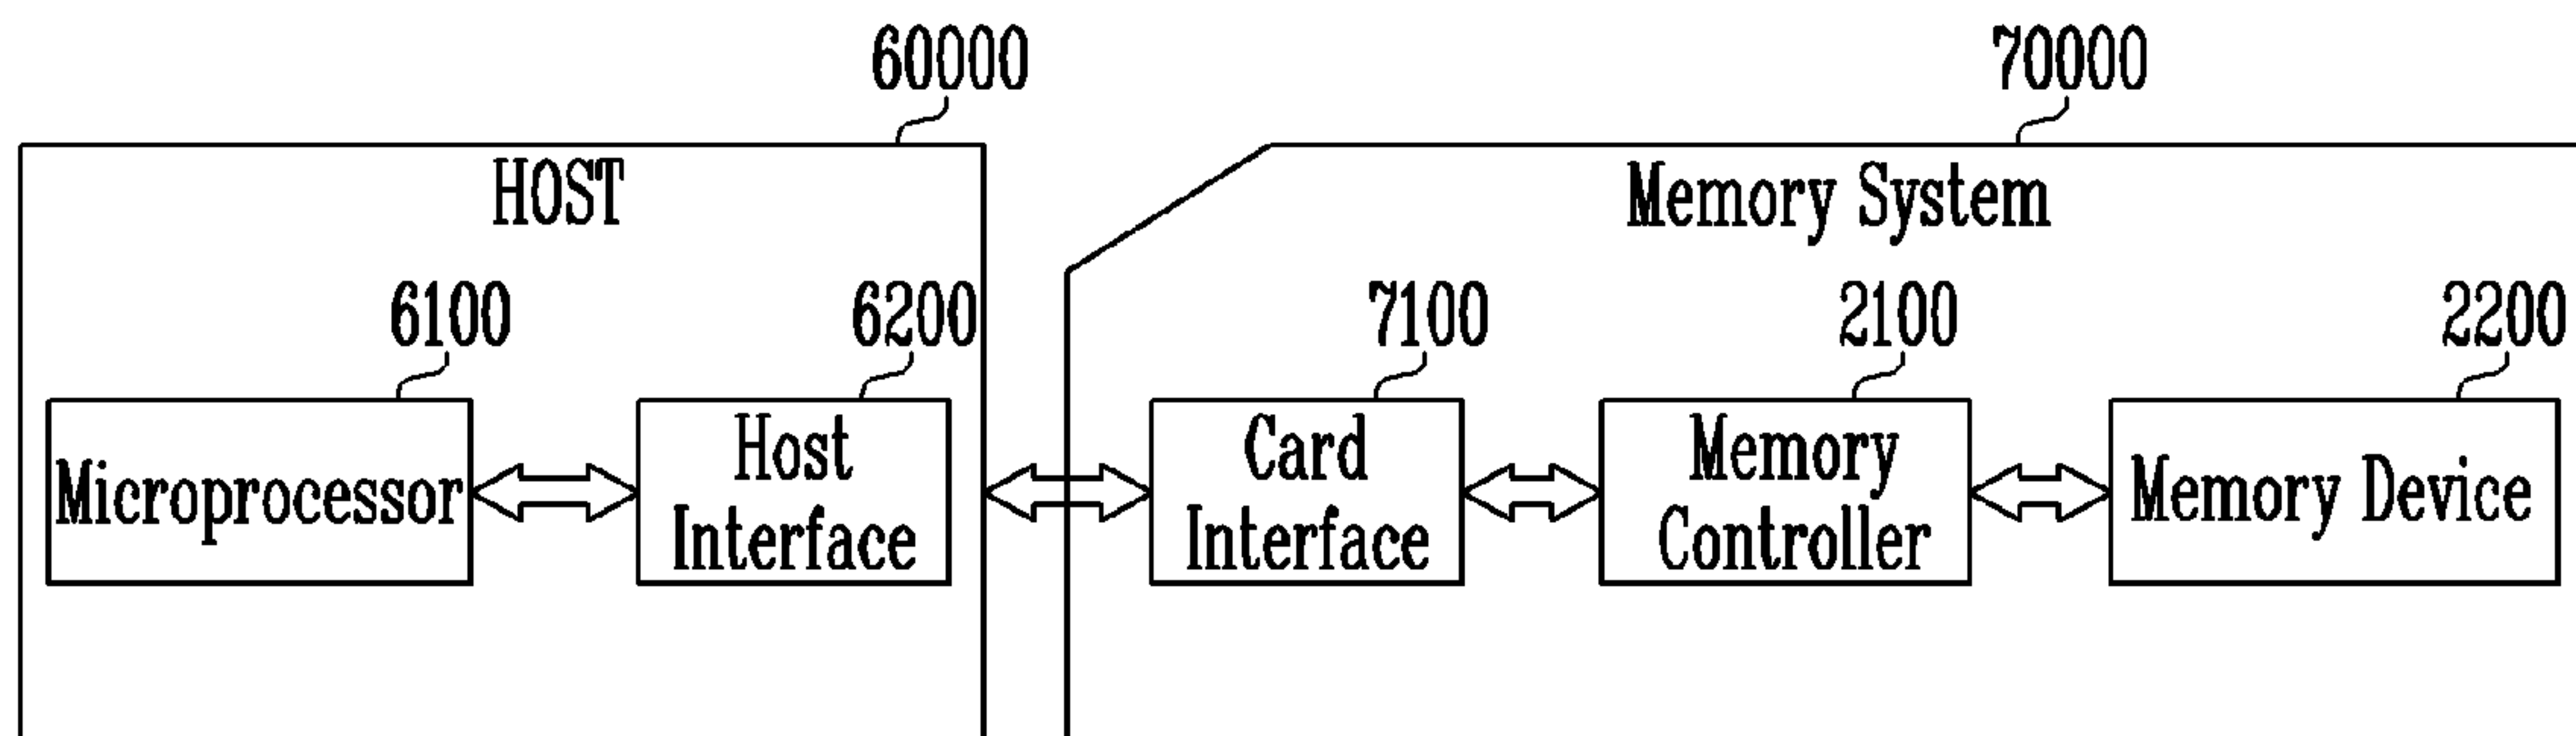 60000
70000
HOST
Memory System
6100
6200
7100
2100
2200
Microprocessor
Host
Interface
Card
Interface
Memory
Controller
Memory Device